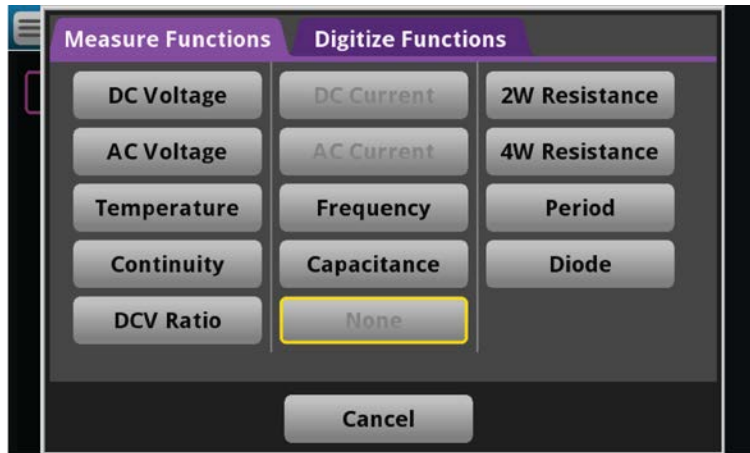 Measure Functions Digitize Functions
DC Voltage DC Current 2W Resistance
AC Voltage AC Current 4W Resistance
Temperature Frequency Period
Continuity Capacitance Diode
DCV Ratio None
Cancel